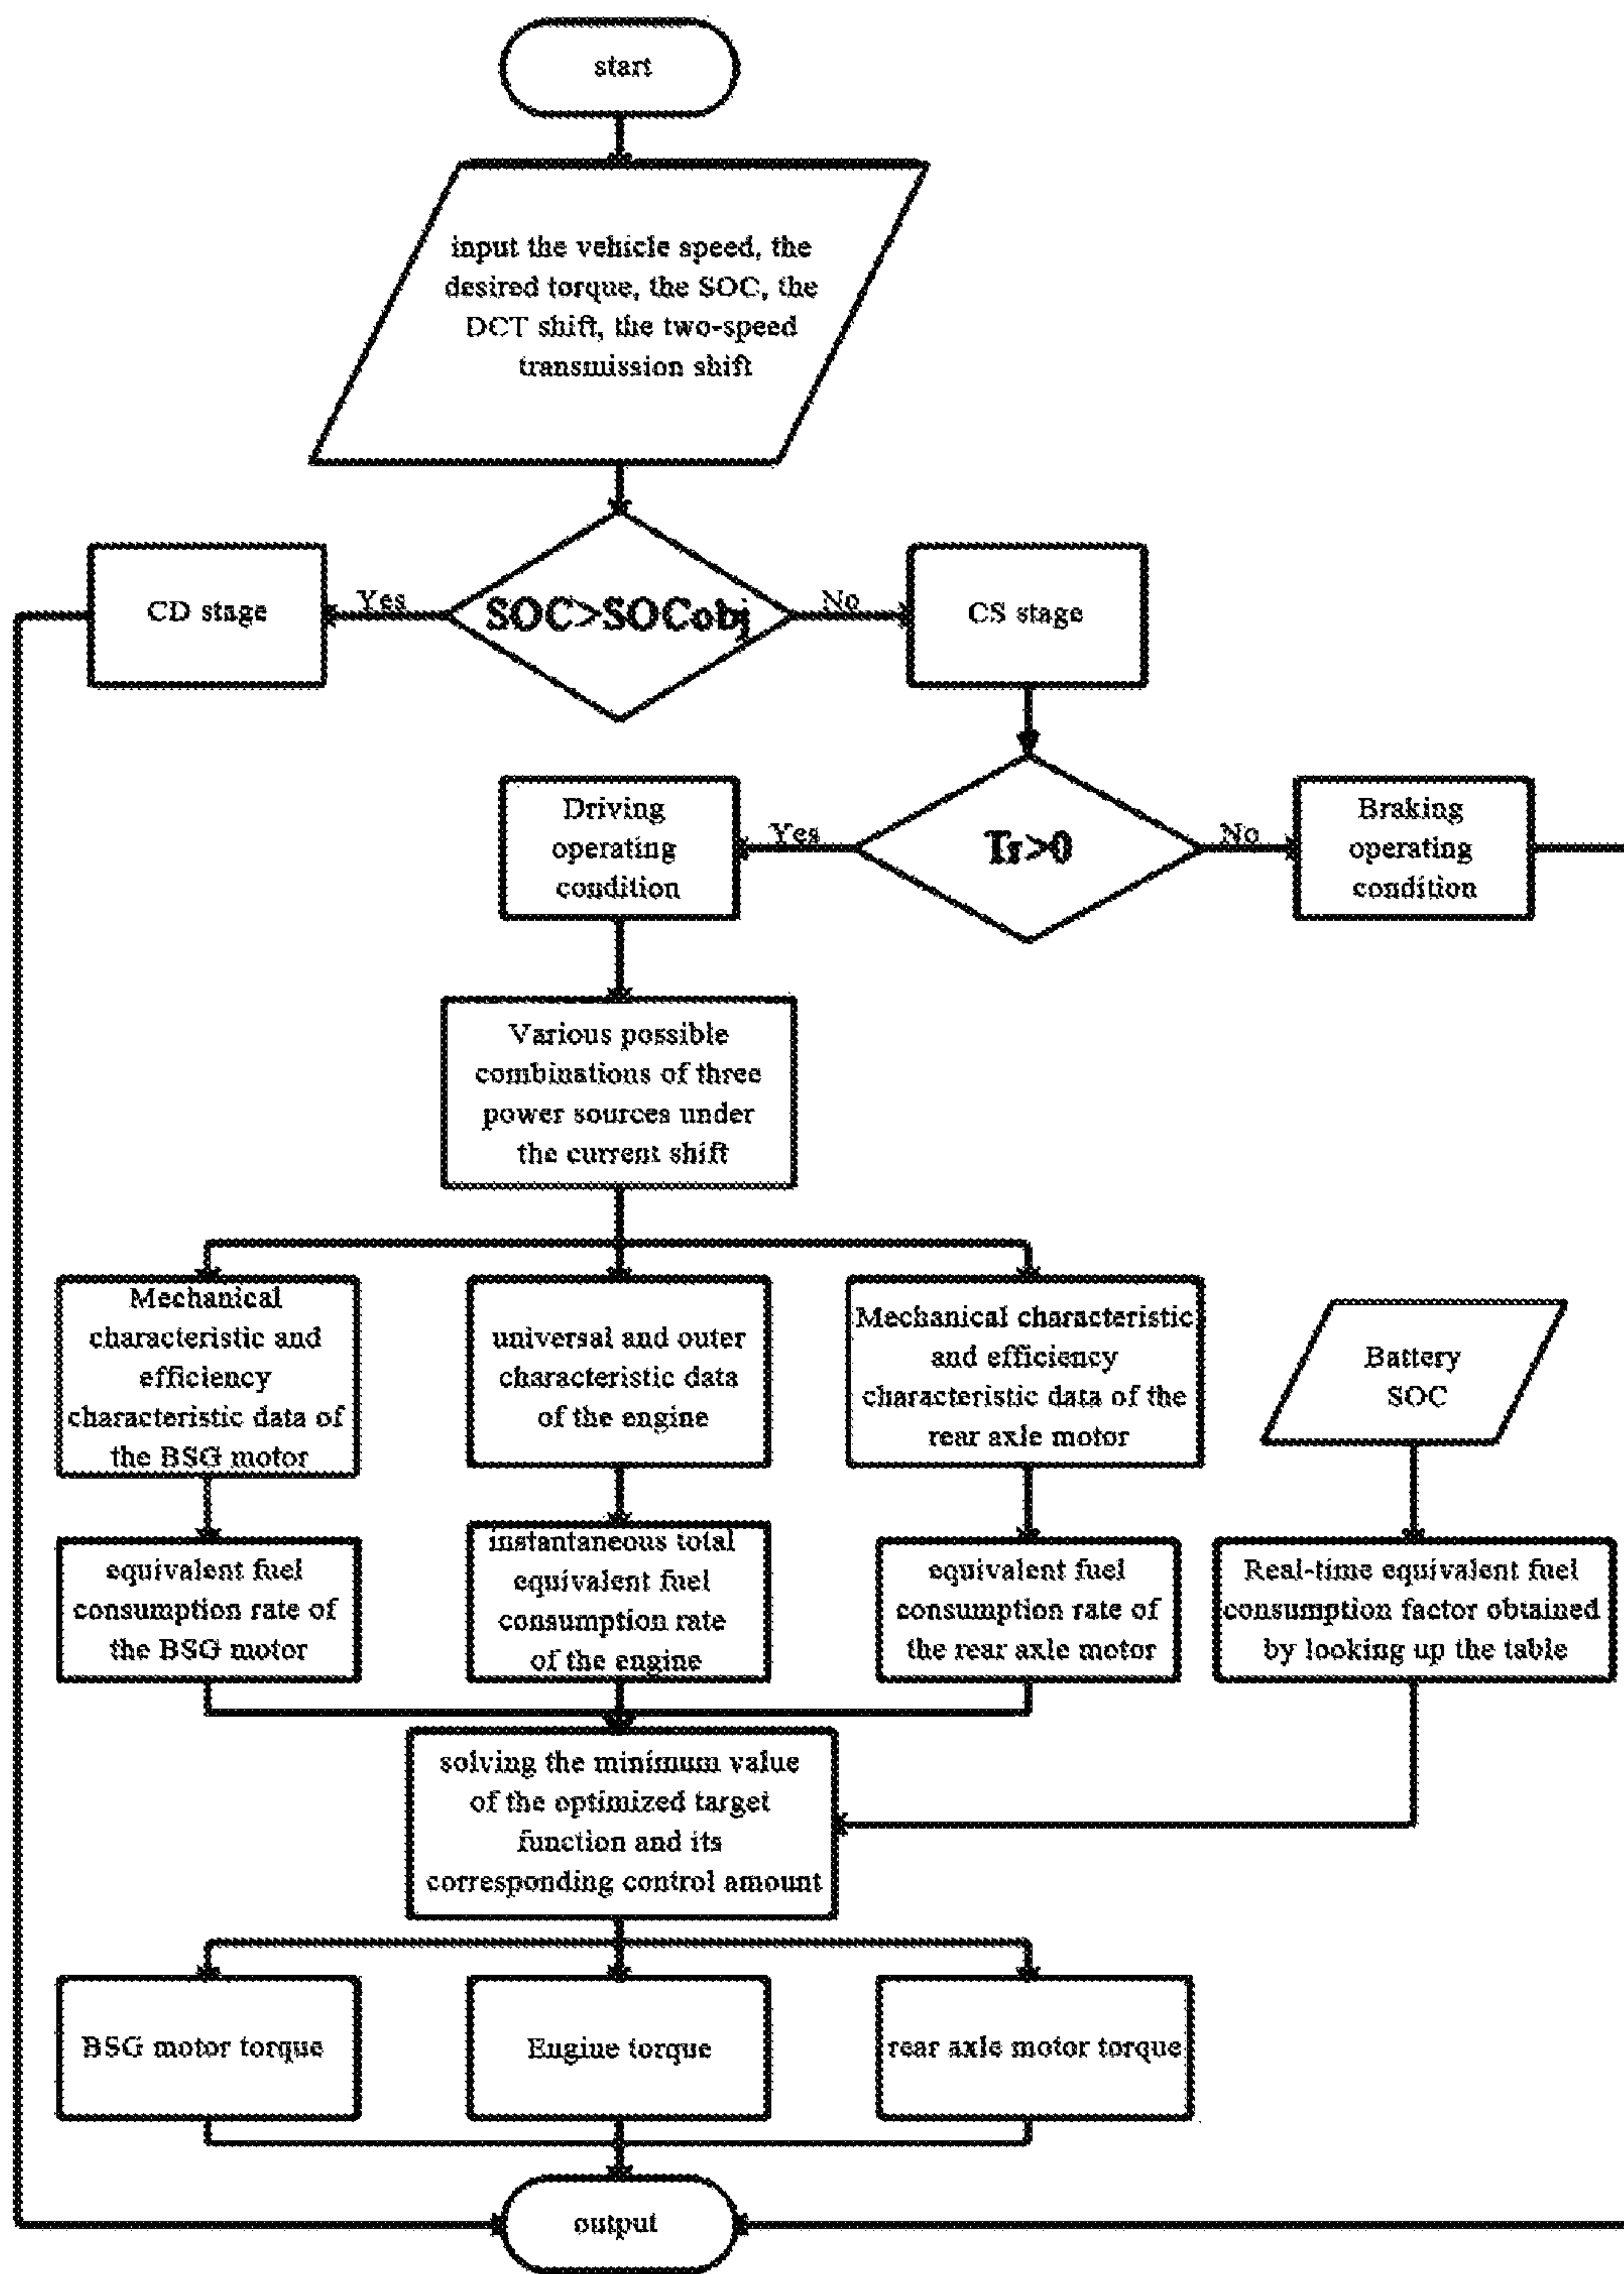 start
input the vehicle speed, the
desired torque, the SOC, the
DCT shift, the two-speed
transmission shift
CD stage
Yes
SOC>SOCobj
No
CS stage
Driving
operating
condition
Yes
Tr>0
No
Braking
operating
condition
Various possible
combinations of three
power sources under
the current shift
Mechanical
characteristic and
efficiency
characteristic data of
the BSG motor
universal and outer
characteristic data
of the engine
Mechanical characteristic
and efficiency
characteristic data of the
rear axle motor
Battery
SOC
equivalent fuel
consumption rate of
the BSG motor
instantaneous total
equivalent fuel
consumption rate
of the engine
equivalent fuel
consumption rate of
the rear axle motor
Real-time equivalent fuel
consumption factor obtained
by looking up the table
solving the minimum value
of the optimized target
function and its
corresponding control amount
BSG motor torque
Engine torque
rear axle motor torque
output